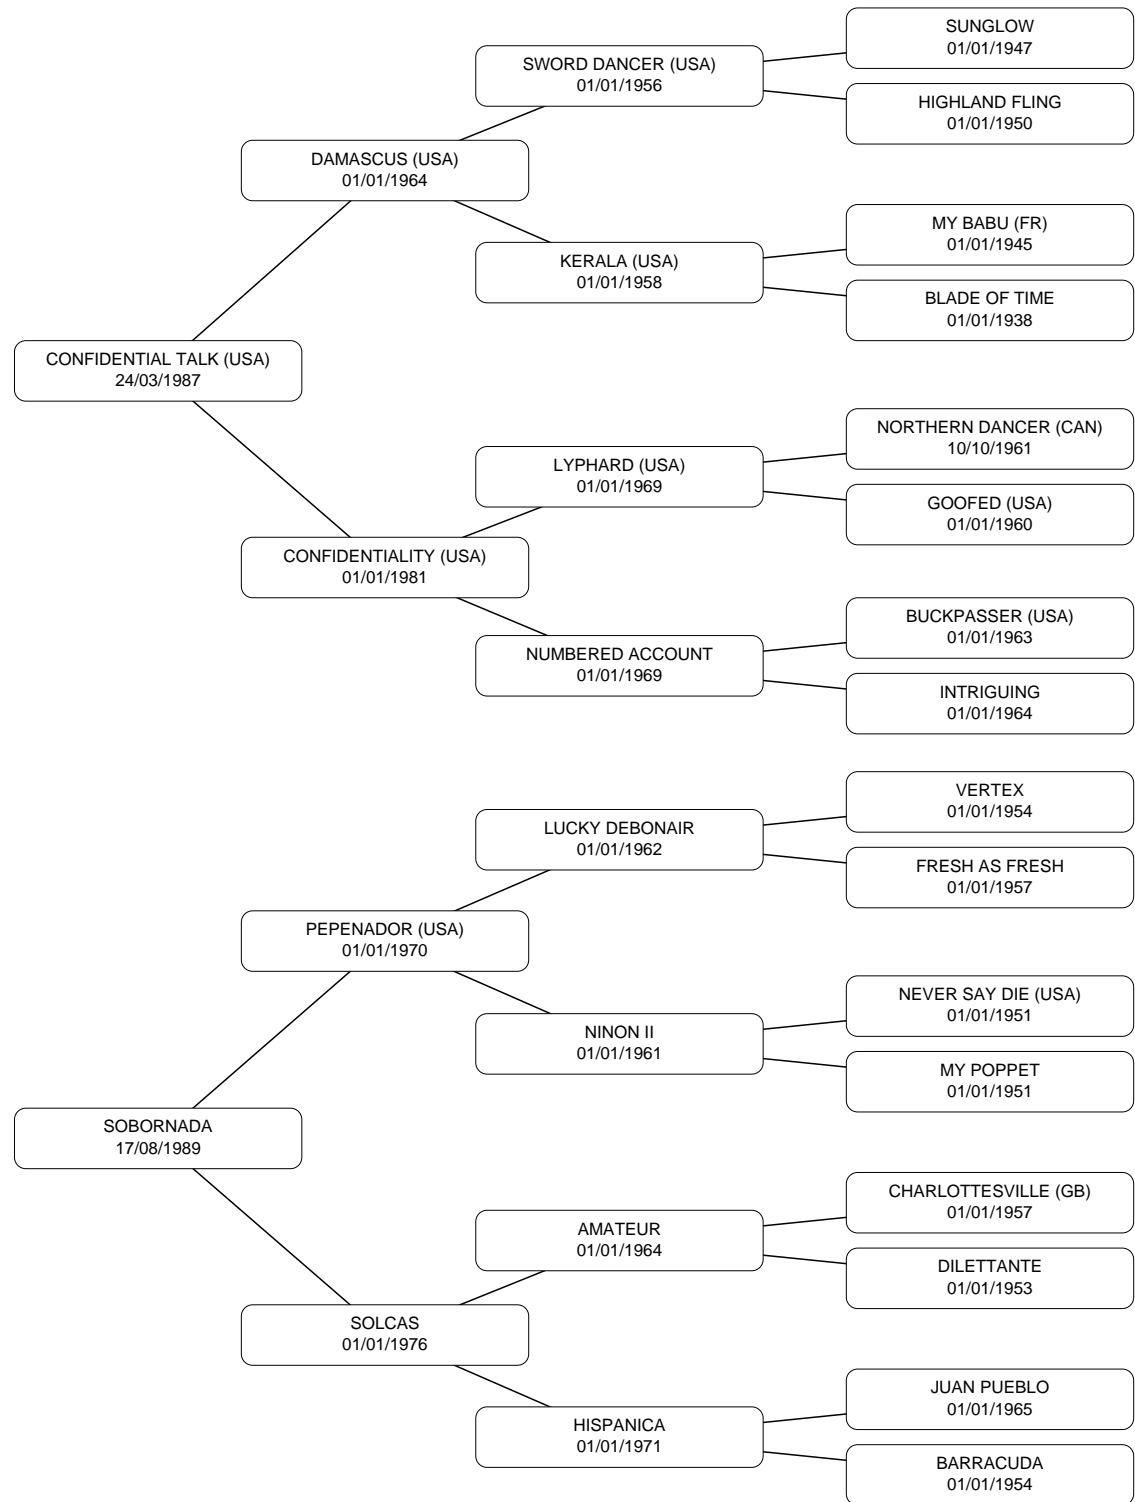 SUNGLOW
01/01/1947
SWORD DANCER (USA)
01/01/1956
HIGHLAND FLING
01/01/1950
DAMASCUS (USA)
01/01/1964
MY BABU (FR)
01/01/1945
KERALA (USA)
01/01/1958
BLADE OF TIME
01/01/1938
CONFIDENTIAL TALK (USA)
24/03/1987
NORTHERN DANCER (CAN)
10/10/1961
LYPHARD (USA)
01/01/1969
GOOFED (USA)
01/01/1960
CONFIDENTIALITY (USA)
01/01/1981
BUCKPASSER (USA)
01/01/1963
NUMBERED ACCOUNT
01/01/1969
INTRIGUING
01/01/1964
VERTEX
01/01/1954
LUCKY DEBONAIR
01/01/1962
FRESH AS FRESH
01/01/1957
PEPENADOR (USA)
01/01/1970
NEVER SAY DIE (USA)
01/01/1951
NINON II
01/01/1961
MY POPPET
01/01/1951
SOBORNADA
17/08/1989
CHARLOTTESVILLE (GB)
01/01/1957
AMATEUR
01/01/1964
DILETTANTE
01/01/1953
SOLCAS
01/01/1976
JUAN PUEBLO
01/01/1965
HISPANICA
01/01/1971
BARRACUDA
01/01/1954